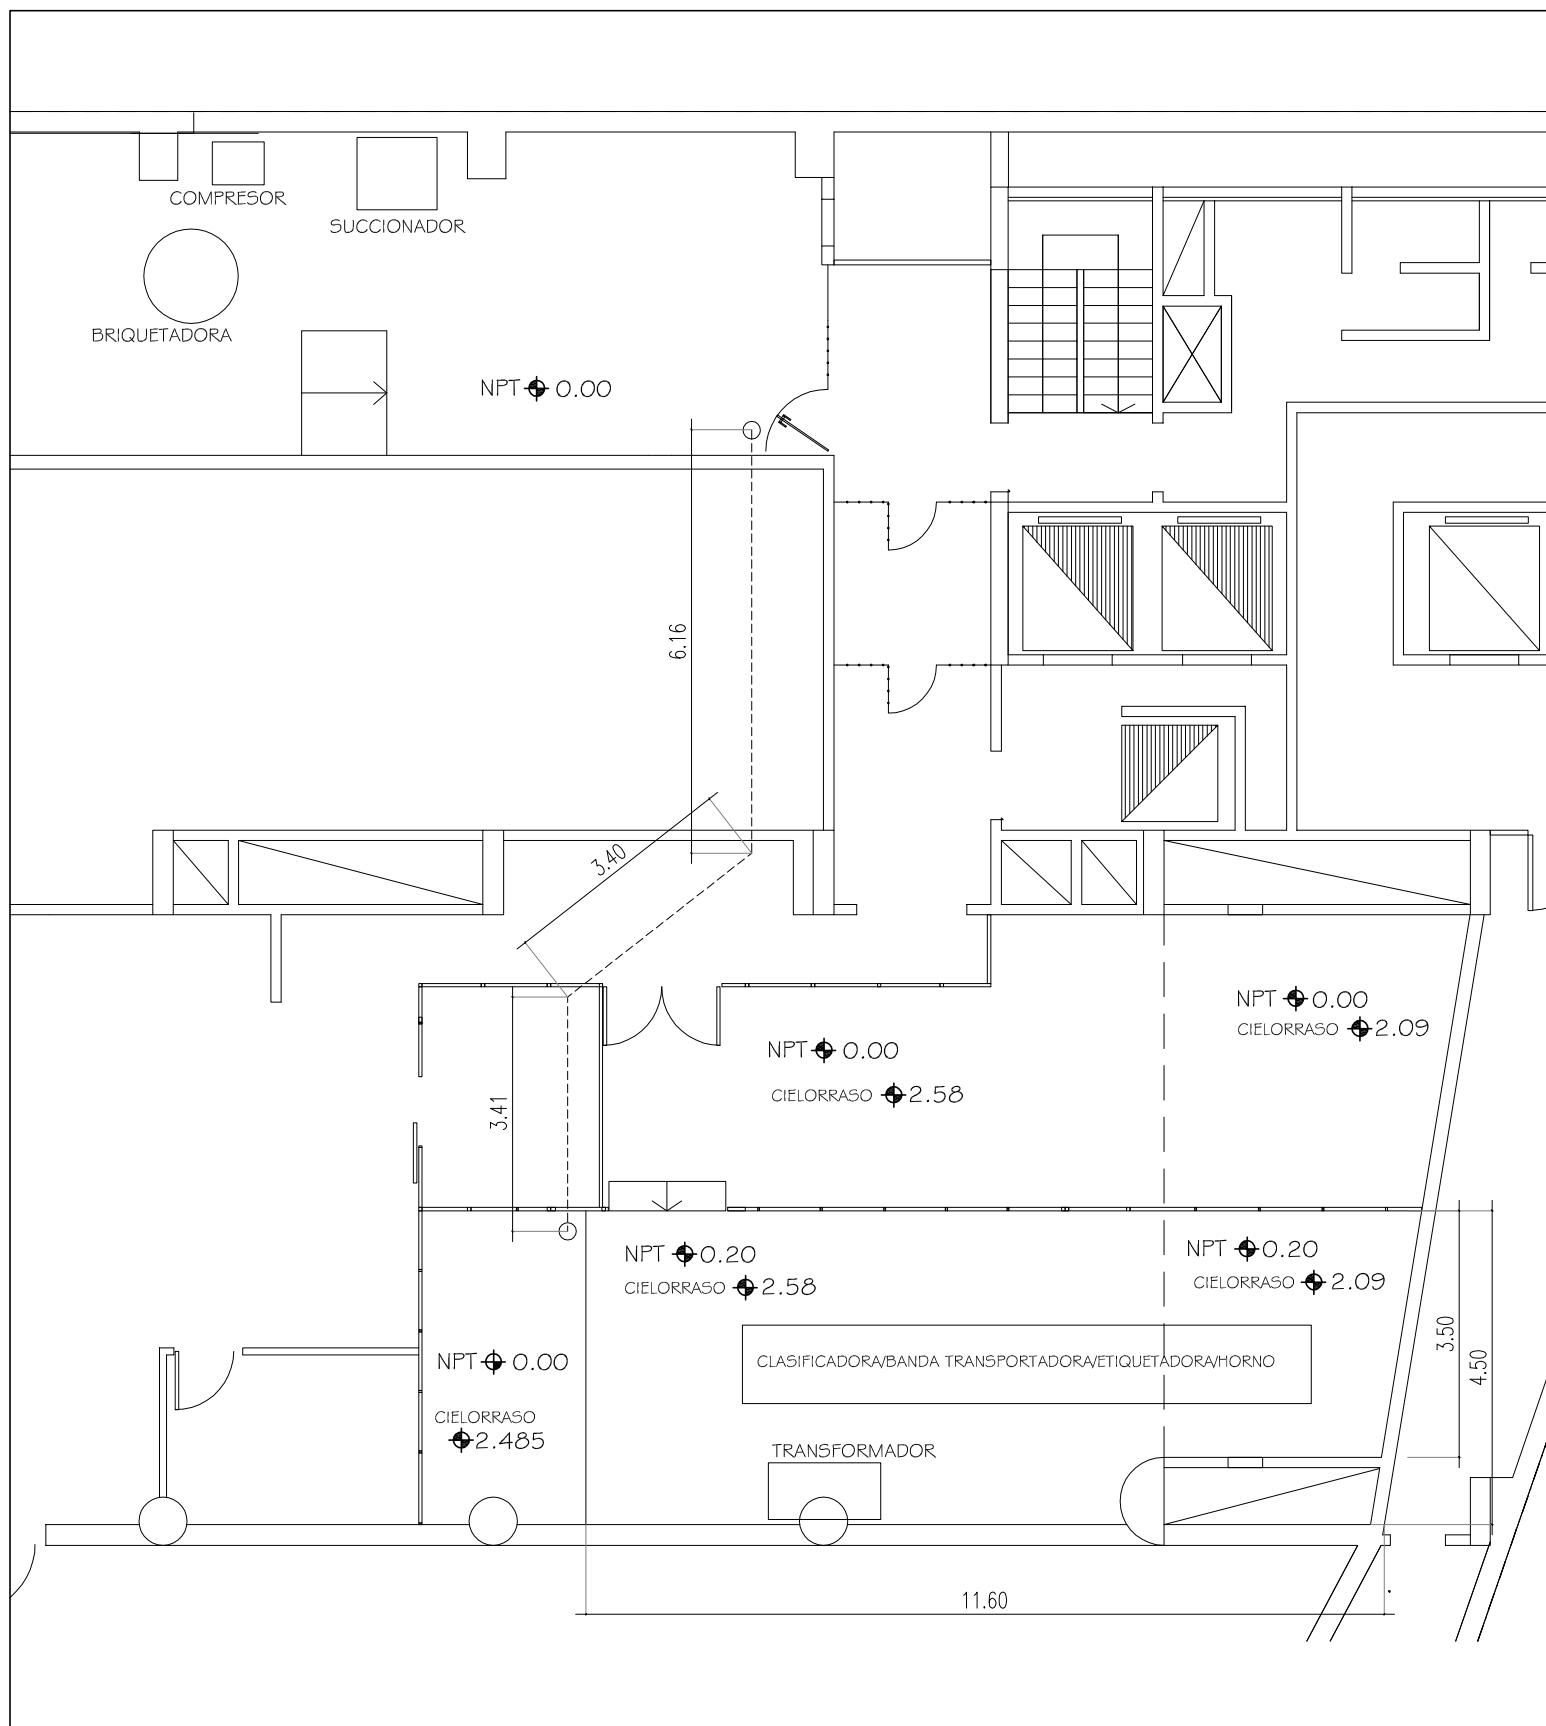 COMPRESOR
SUCCIONADOR
BRIQUETADORA
NPT 0.00
6.16
3.40
NPT 0.00
CIELORRASO 2.09
NPT 0.00
CIELORRASO 2.58
3.41
NPT 0.20
CIELORRASO 2.58
NPT 0.20
CIELORRASO 2.09
3.50
4.50
NPT 0.00
CLASIFICADORA/BANDA TRANSPORTADORA/ETIQUETADORA/HORNO
CIELORRASO
2.485
TRANSFORMADOR
11.60